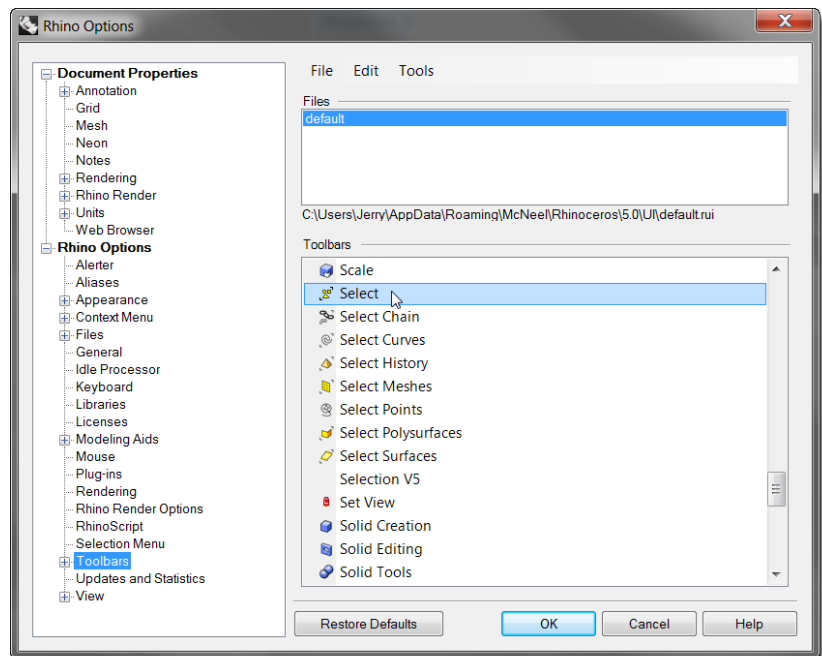 Rhino Options
Document Properties
Annotation
Grid
Mesh
Neon
Notes
Rendering
Rhino Render
Units
Web Browser
Rhino Options
Alerter
Aliases
Appearance
Context Menu
Files
General
Idle Processor
Keyboard
Libraries
Licenses
Modeling Aids
Mouse
Plug-ins
Rendering
Rhino Render Options
RhinoScript
Selection Menu
Toolbars
Updates and Statistics
View
File Edit Tools
Files
default
C:\Users\Jerry\AppData\Roaming\McNeel\Rhinoceros\5.0\UI\default.rui
Toolbars
Scale
Select
Select Chain
Select Curves
Select History
Select Meshes
Select Points
Select Polysurfaces
Select Surfaces
Selection V5
Set View
Solid Creation
Solid Editing
Solid Tools
Restore Defaults OK Cancel Help